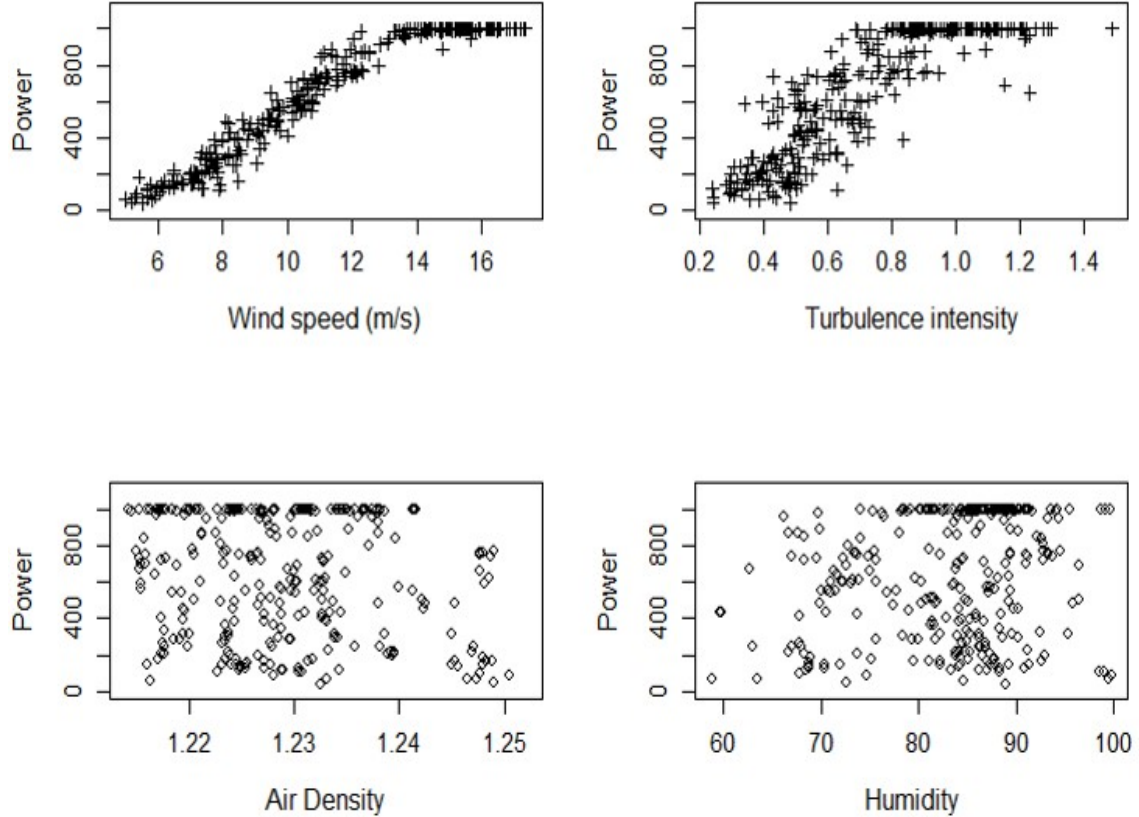 Power
0 400 800
6 8 10 12 14 16
Wind speed (m/s)
Power
0 400 800
0.2 0.4 0.6 0.8 1.0 1.2 1.4
Turbulence intensity
Power
0 400 800
1.22 1.23 1.24 1.25
Air Density
Power
0 400 800
60 70 80 90 100
Humidity